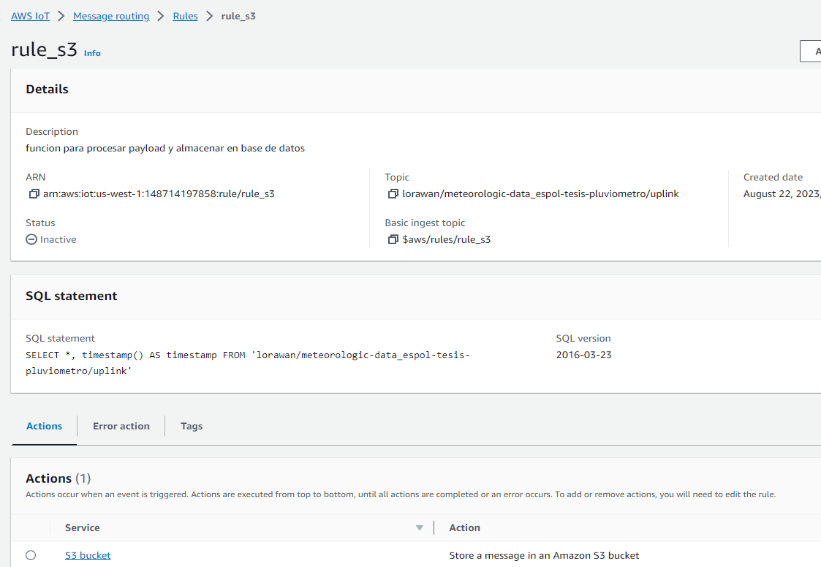 AWS IoT > Message routing > Rules > rule_s3
rule_s3 Info
A
Details
Description
funcion para procesar payload y almacenar en base de datos
ARN
arn:aws:iot:us-west-1:148714197858:rule/rule_s3
Topic
lorawan/meteorologic-data_espol-tesis-pluviometro/uplink
Created date
August 22, 2023,
Status
Inactive
Basic ingest topic
$aws/rules/rule_s3
SQL statement
SQL statement
SELECT *, timestamp() AS timestamp FROM 'lorawan/meteorologic-data_espol-tesis-
pluviometro/uplink'
SQL version
2016-03-23
Actions Error action Tags
Actions (1)
Actions occur when an event is triggered. Actions are executed from top to bottom, until all actions are completed or an error occurs. To add or remove actions, you will need to edit the rule.
Service Action
S3 bucket Store a message in an Amazon S3 bucket